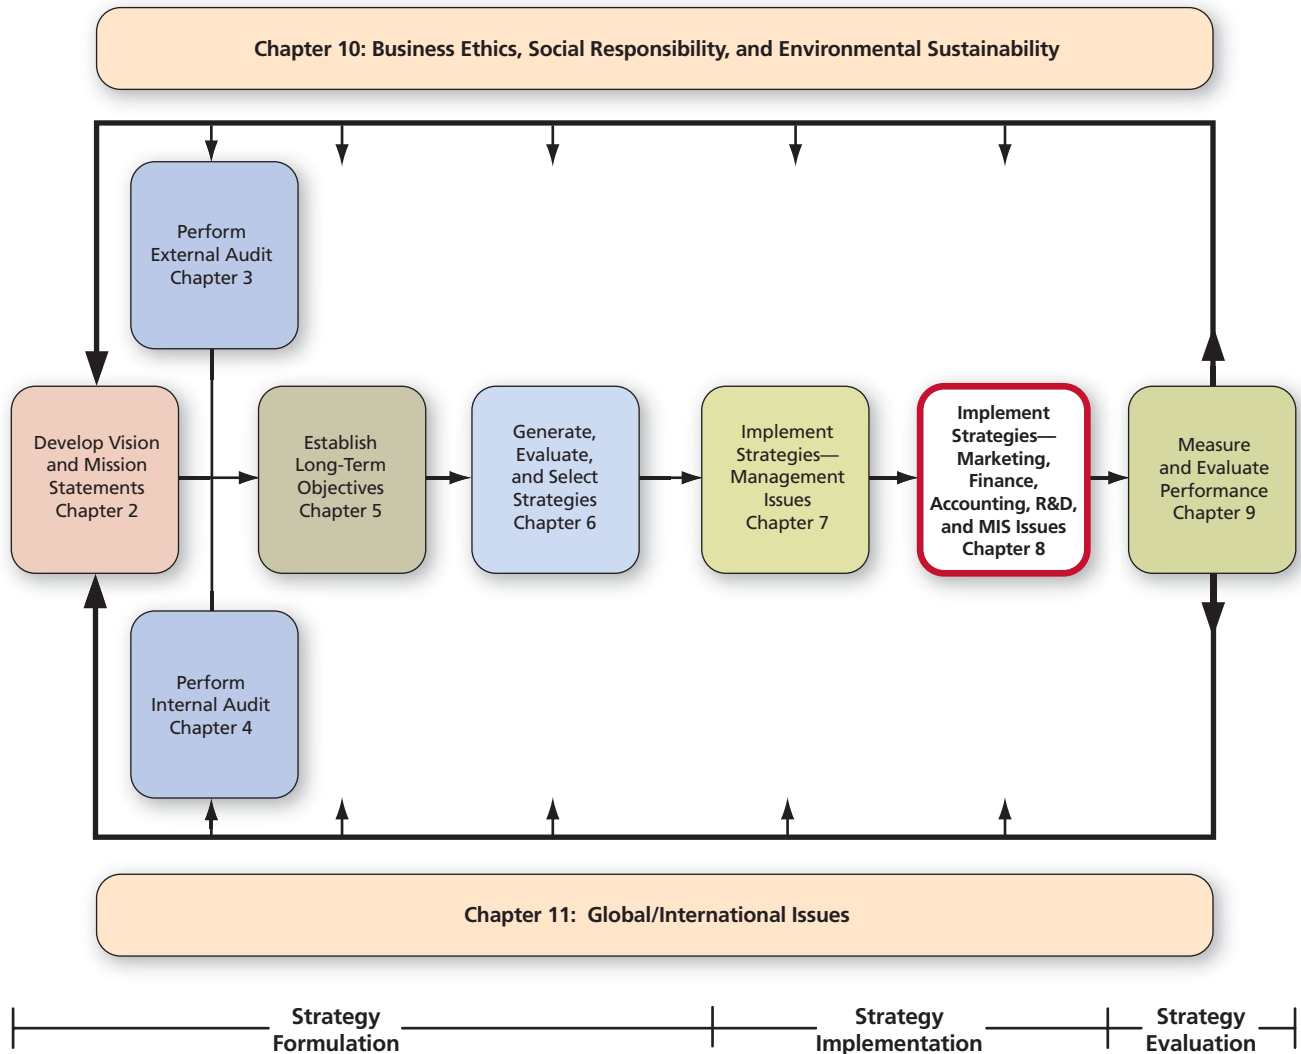 Chapter 10: Business Ethics, Social Responsibility, and Environmental Sustainability
Perform
External Audit
Chapter 3
Develop Vision
and Mission
Statements
Chapter 2
Establish
Long-Term
Objectives
Chapter 5
Generate,
Evaluate,
and Select
Strategies
Chapter 6
Implement
Strategies—
Management
Issues
Chapter 7
Implement
Strategies—
Marketing,
Finance,
Accounting, R&D,
and MIS Issues
Chapter 8
Measure
and Evaluate
Performance
Chapter 9
Perform
Internal Audit
Chapter 4
Chapter 11: Global/International Issues
Strategy
Formulation
Strategy
Implementation
Strategy
Evaluation